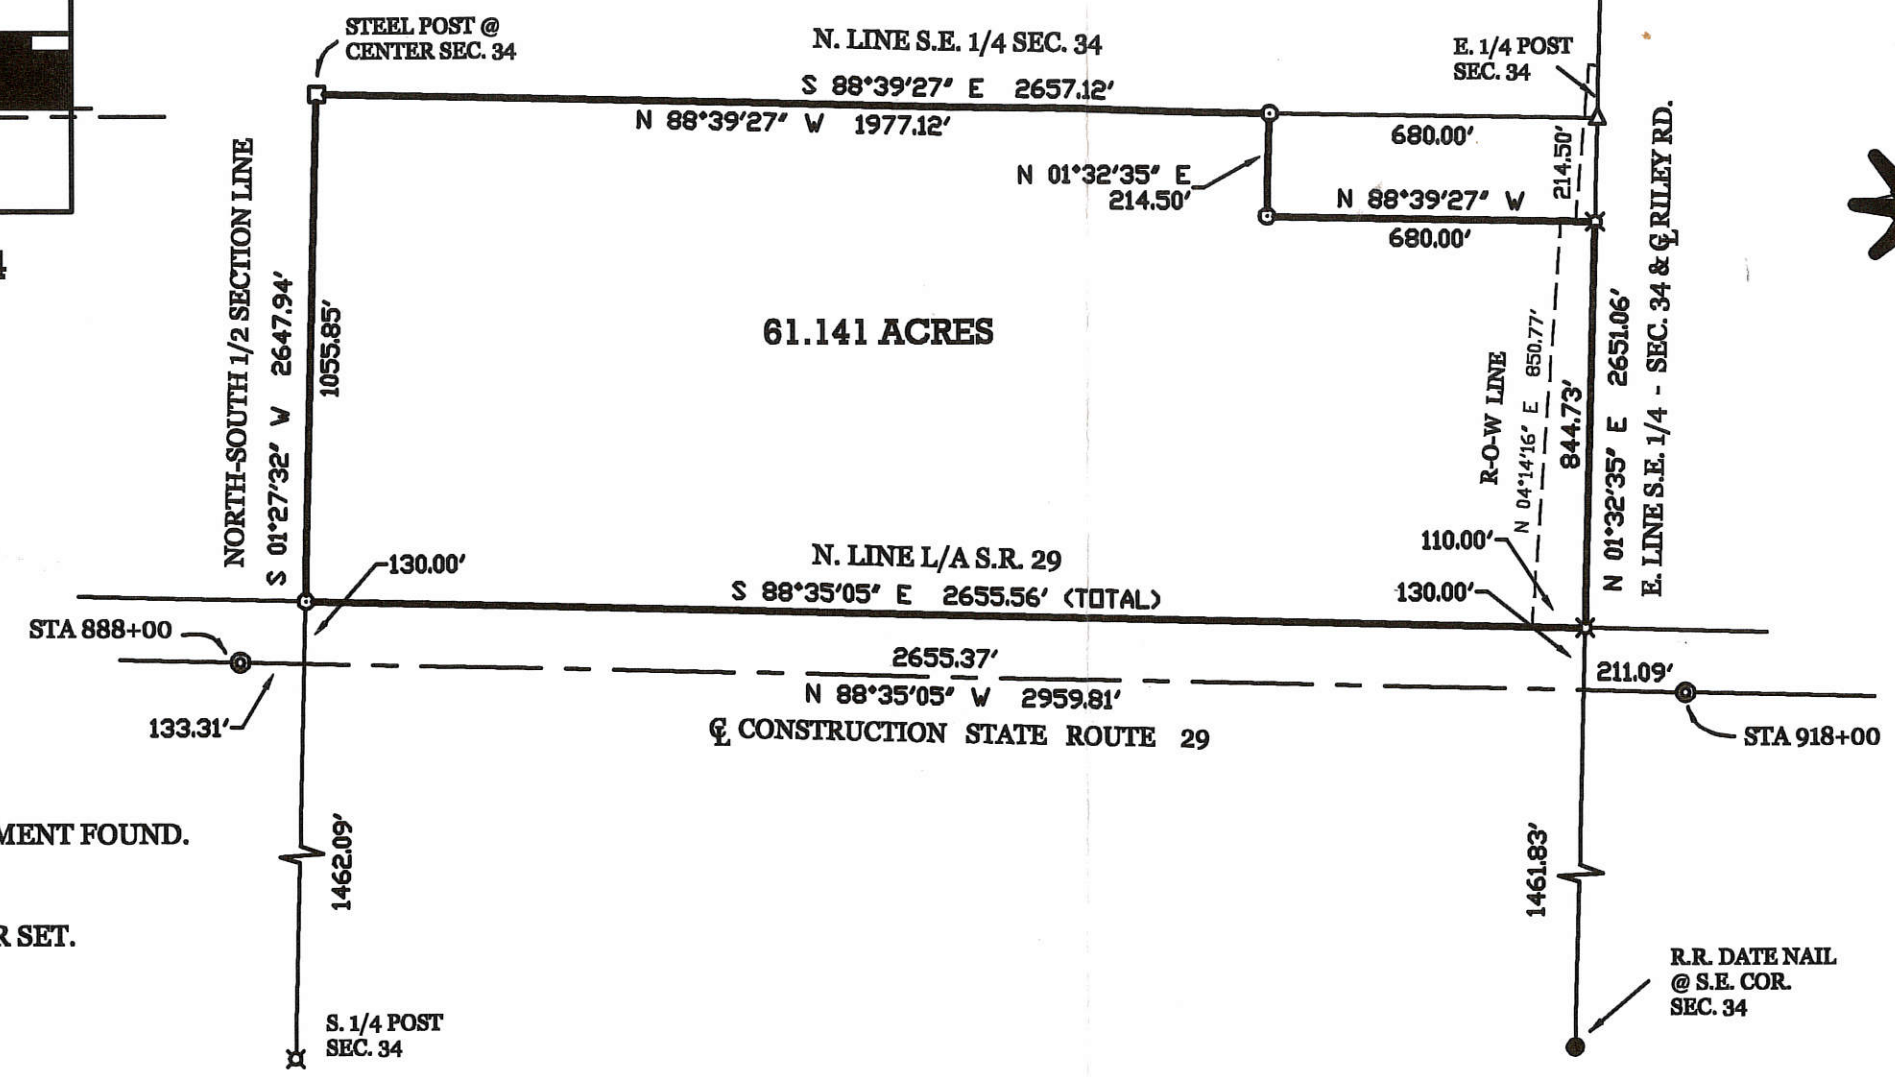 STEEL POST @
CENTER SEC. 34
N. LINE S.E. 1/4 SEC. 34
S 88°39'27" E 2657.12'
N 88°39'27" W 1977.12'
E. 1/4 POST
SEC. 34
680.00'
214.50'
N 01°32'35" E
214.50'
N 88°39'27" W
680.00'
NORTH-SOUTH 1/2 SECTION LINE
S 01°27'32" W 2647.94'
1055.85'
61.141 ACRES
R-O-W LINE
N 04°14'16" E 850.77'
844.73'
N 01°32'35" E 2651.06'
E. LINE S.E. 1/4 - SEC. 34 & ℄ RILEY RD.
4
130.00'
N. LINE L/A S.R. 29
S 88°35'05" E 2655.56' (TOTAL)
110.00'
130.00'
STA 888+00
133.31'
2655.37'
N 88°35'05" W 2959.81'
℄ CONSTRUCTION STATE ROUTE 29
211.09'
STA 918+00
MENT FOUND.
R SET.
1462.09'
1461.83'
S. 1/4 POST
SEC. 34
R.R. DATE NAIL
@ S.E. COR.
SEC. 34